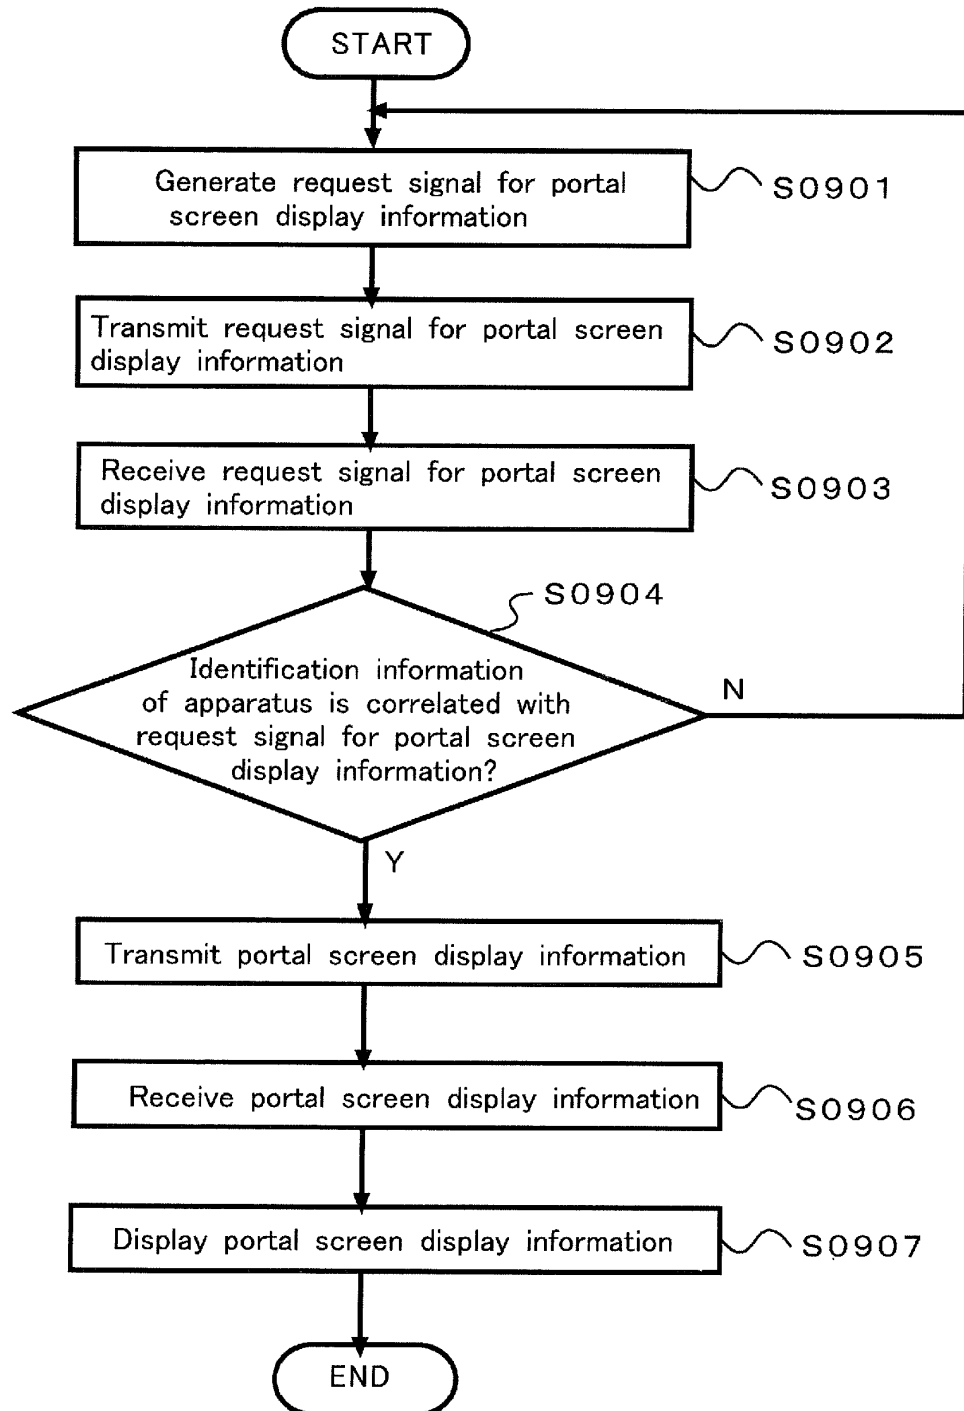 START
Generate request signal for portal
screen display information
S0901
Transmit request signal for portal screen
display information
S0902
Receive request signal for portal screen
display information
S0903
S0904
Identification information
of apparatus is correlated with
request signal for portal screen
display information?
N
Y
Transmit portal screen display information
S0905
Receive portal screen display information
S0906
Display portal screen display information
S0907
END